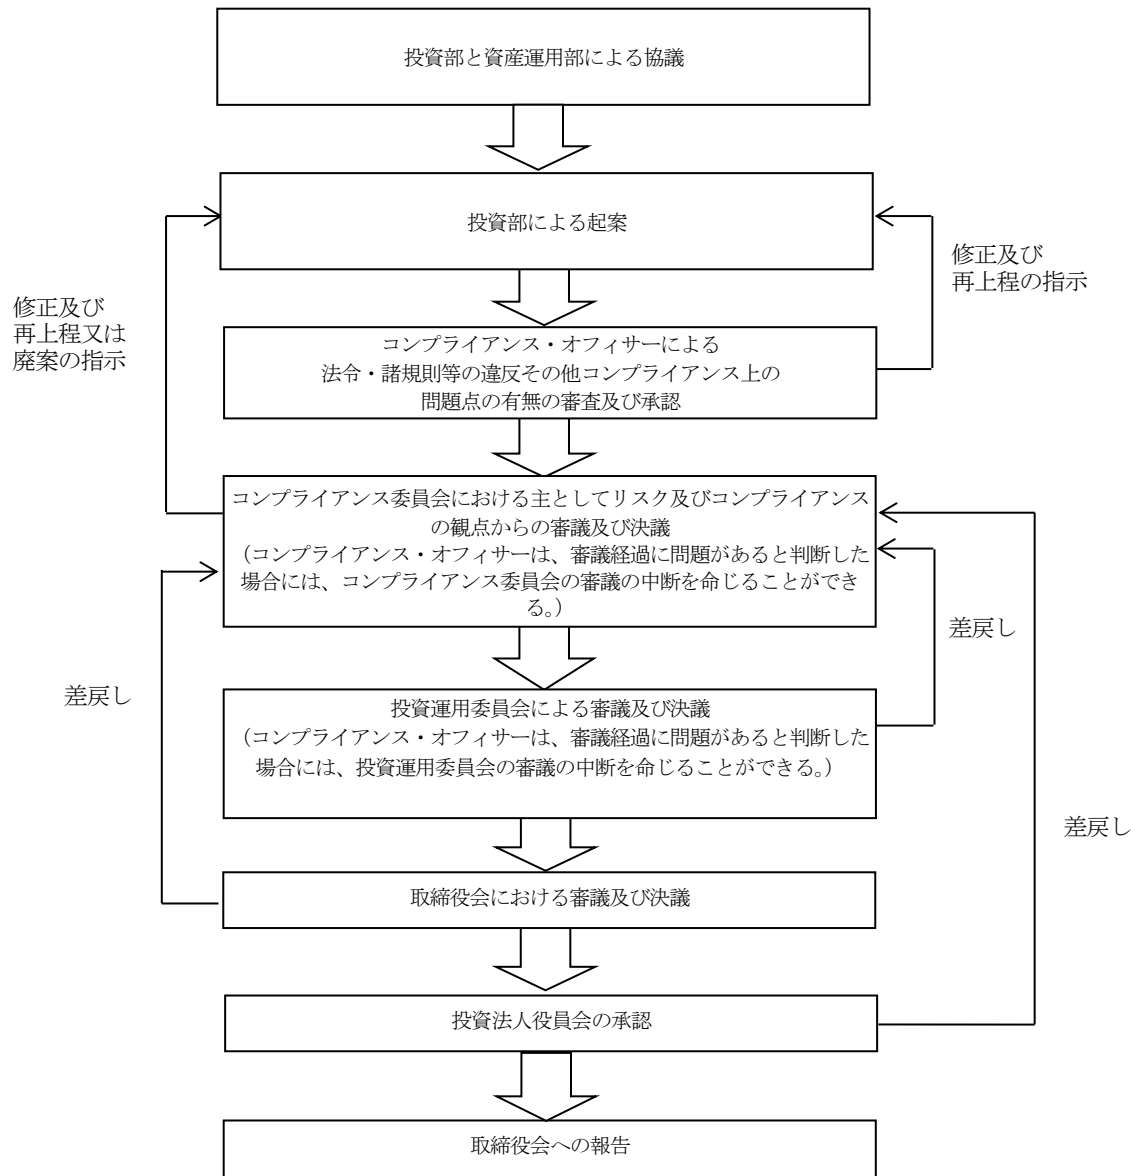 投資部と資産運用部による協議
投資部による起案
修正及び
再上程の指示
修正及び
再上程又は
廃案の指示
コンプライアンス・オフィサーによる
法令・諸規則等の違反その他コンプライアンス上の
問題点の有無の審査及び承認
コンプライアンス委員会における主としてリスク及びコンプライアンス
の観点からの審議及び決議
（コンプライアンス・オフィサーは、審議経過に問題があると判断した
場合には、コンプライアンス委員会の審議の中断を命じることができ
る。）
差戻し
差戻し
投資運用委員会による審議及び決議
（コンプライアンス・オフィサーは、審議経過に問題があると判断した
場合には、投資運用委員会の審議の中断を命じることができる。）
差戻し
取締役会における審議及び決議
投資法人役員会の承認
取締役会への報告